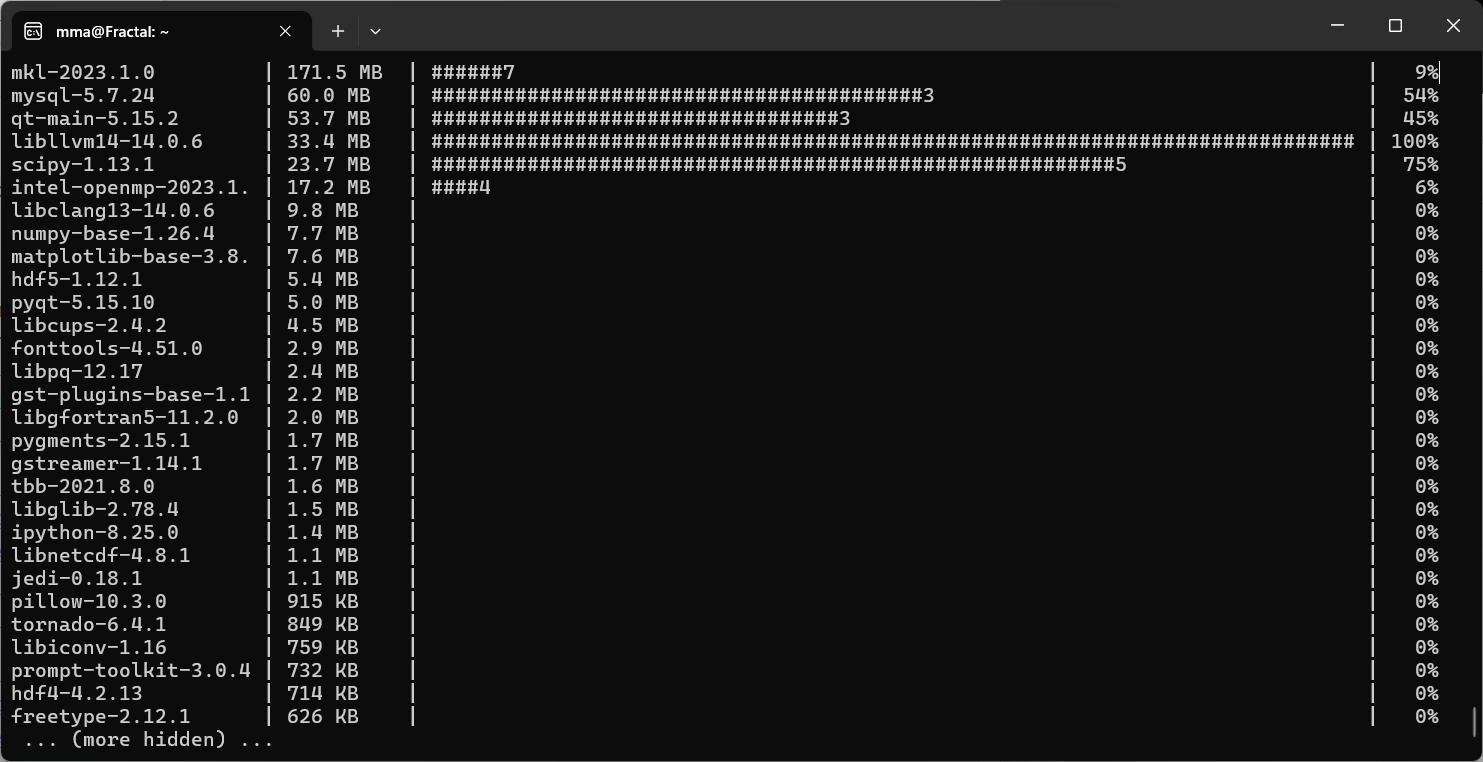 mma@Fractal: ~
mkl-2023.1.0 | 171.5 MB | ######7 | 9%
mysql-5.7.24 | 60.0 MB | #########################################3 | 54%
qt-main-5.15.2 | 53.7 MB | ##################################3 | 45%
libllvm14-14.0.6 | 33.4 MB | ############################################################################# | 100%
scipy-1.13.1 | 23.7 MB | #########################################################5 | 75%
intel-openmp-2023.1. | 17.2 MB | ####4 | 6%
libclang13-14.0.6 | 9.8 MB | | 0%
numpy-base-1.26.4 | 7.7 MB | | 0%
matplotlib-base-3.8. | 7.6 MB | | 0%
hdf5-1.12.1 | 5.4 MB | | 0%
pyqt-5.15.10 | 5.0 MB | | 0%
libcups-2.4.2 | 4.5 MB | | 0%
fonttools-4.51.0 | 2.9 MB | | 0%
libpq-12.17 | 2.4 MB | | 0%
gst-plugins-base-1.1 | 2.2 MB | | 0%
libgfortran5-11.2.0 | 2.0 MB | | 0%
pygments-2.15.1 | 1.7 MB | | 0%
gstreamer-1.14.1 | 1.7 MB | | 0%
tbb-2021.8.0 | 1.6 MB | | 0%
libglib-2.78.4 | 1.5 MB | | 0%
ipython-8.25.0 | 1.4 MB | | 0%
libnetcdf-4.8.1 | 1.1 MB | | 0%
jedi-0.18.1 | 1.1 MB | | 0%
pillow-10.3.0 | 915 KB | | 0%
tornado-6.4.1 | 849 KB | | 0%
libiconv-1.16 | 759 KB | | 0%
prompt-toolkit-3.0.4 | 732 KB | | 0%
hdf4-4.2.13 | 714 KB | | 0%
freetype-2.12.1 | 626 KB | | 0%
... (more hidden) ...